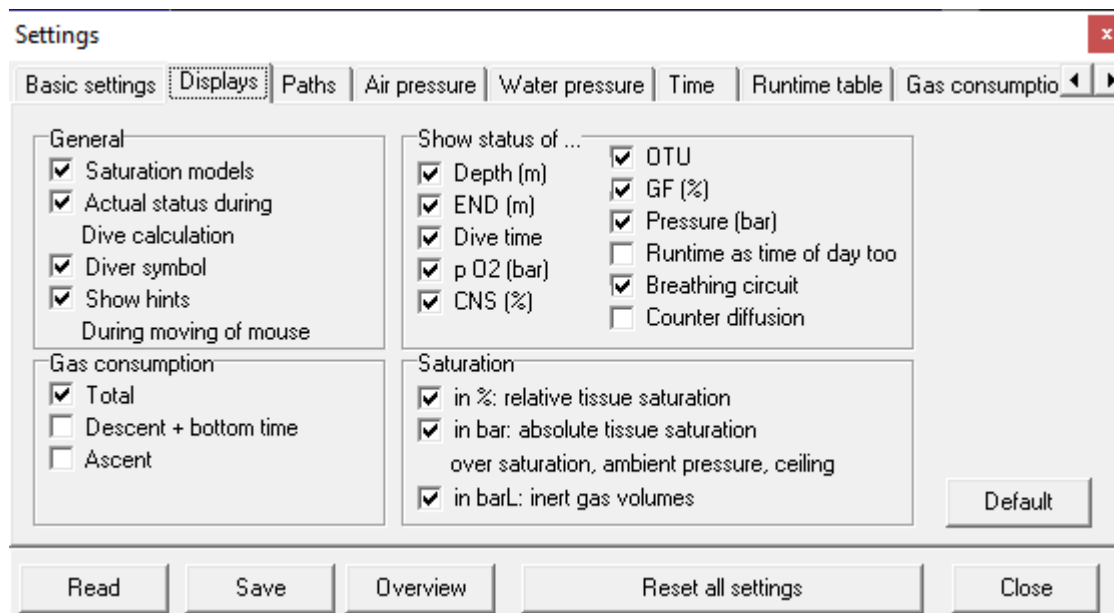 Settings
x
Basic settings Displays Paths Air pressure Water pressure Time Runtime table Gas consumptio
General
Saturation models
Actual status during
Dive calculation
Diver symbol
Show hints
During moving of mouse
Show status of ...
Depth (m)
END (m)
Dive time
p O2 (bar)
CNS (%)
OTU
GF (%)
Pressure (bar)
Runtime as time of day too
Breathing circuit
Counter diffusion
Gas consumption
Total
Descent + bottom time
Ascent
Saturation
in %: relative tissue saturation
in bar: absolute tissue saturation
over saturation, ambient pressure, ceiling
in barL: inert gas volumes
Default
Read Save Overview Reset all settings Close